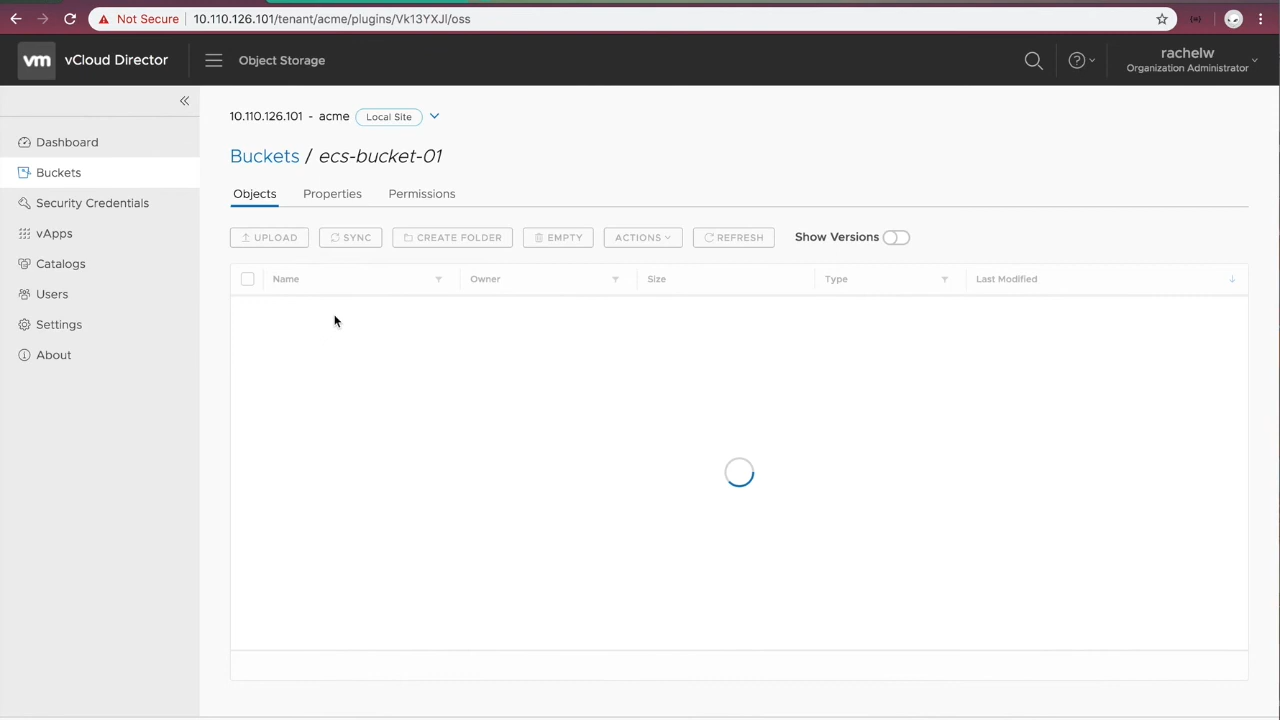 Not Secure 10.110.126.101/tenant/acme/plugins/Vk13YXJl/oss
vm vCloud Director Object Storage rachelw
Organization Administrator
10.110.126.101 - acme Local Site
Buckets / ecs-bucket-01
Dashboard
Buckets
Security Credentials
vApps
Catalogs
Users
Settings
About
Objects Properties Permissions
UPLOAD SYNC CREATE FOLDER EMPTY ACTIONS REFRESH Show Versions
Name Owner Size Type Last Modified